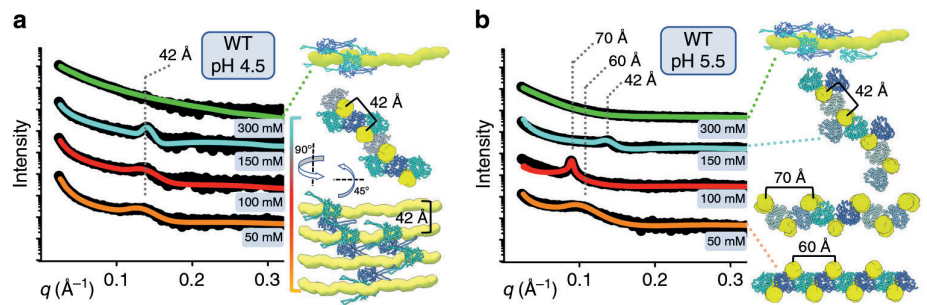 a
WT
pH 4.5
42 Å
Intensity
300 mM
150 mM
100 mM
50 mM
0.1
0.2
0.3
q (Å⁻¹)
42 Å
90°
45°
42 Å
b
WT
pH 5.5
70 Å
60 Å
42 Å
Intensity
300 mM
150 mM
100 mM
50 mM
0.1
0.2
0.3
q (Å⁻¹)
42 Å
70 Å
60 Å